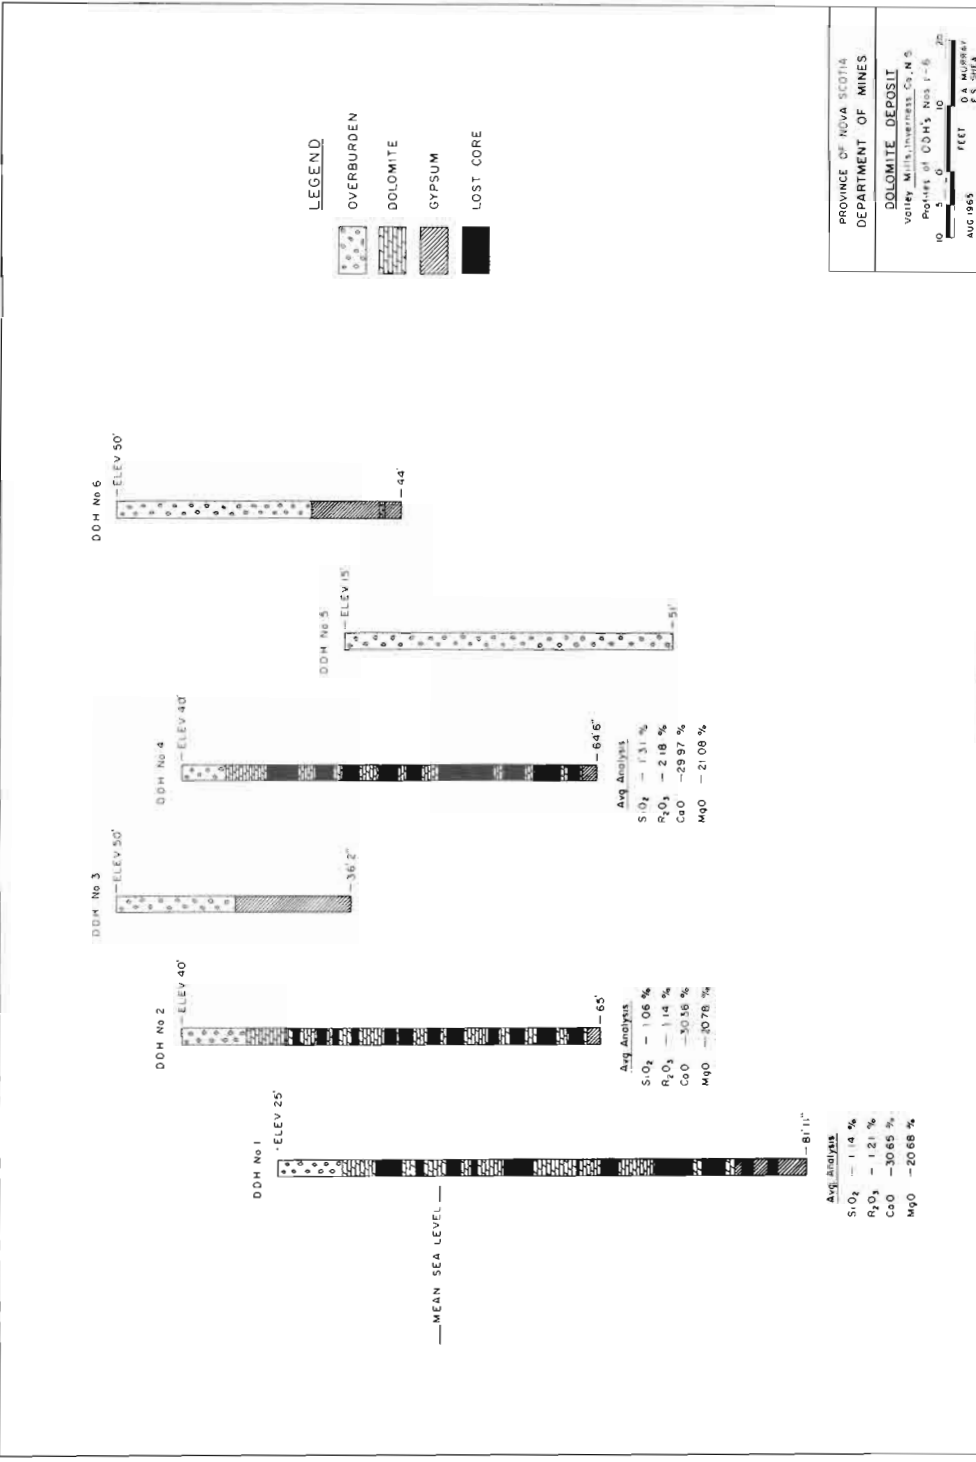 DDH No 1
ELEV 25'
81'11"
Avg Analysis
SiO2 — 1.14 %
R2O3 — 1.21 %
CaO — 30.65 %
MgO — 20.68 %
MEAN SEA LEVEL
DDH No 2
ELEV 40'
65'
Avg Analysis
SiO2 — 1.06 %
R2O3 — 1.14 %
CaO — 30.56 %
MgO — 20.78 %
DDH No 3
ELEV 50'
36'2"
DDH No 4
ELEV 40'
64'6"
Avg Analysis
SiO2 — 1.31 %
R2O3 — 2.18 %
CaO — 29.97 %
MgO — 21.08 %
DDH No 5
ELEV 15'
51'
DDH No 6
ELEV 50'
44'
LEGEND
OVERBURDEN
DOLOMITE
GYPSUM
LOST CORE
PROVINCE OF NOVA SCOTIA
DEPARTMENT OF MINES
DOLOMITE DEPOSIT
Valley Mills, Inverness Co., N S
Profiles of DDH's Nos 1-6
10 5 0 10 20
FEET
AUG 1965
D A MURRAY